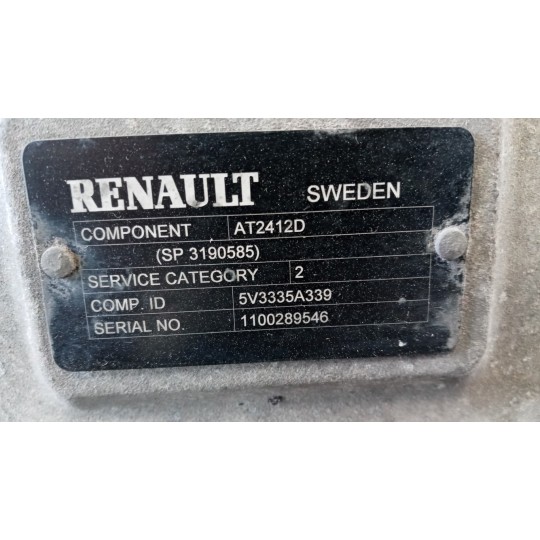 RENAULT SWEDEN
COMPONENT AT2412D
(SP 3190585)
SERVICE CATEGORY 2
COMP. ID 5V3335A339
SERIAL NO. 1100289546